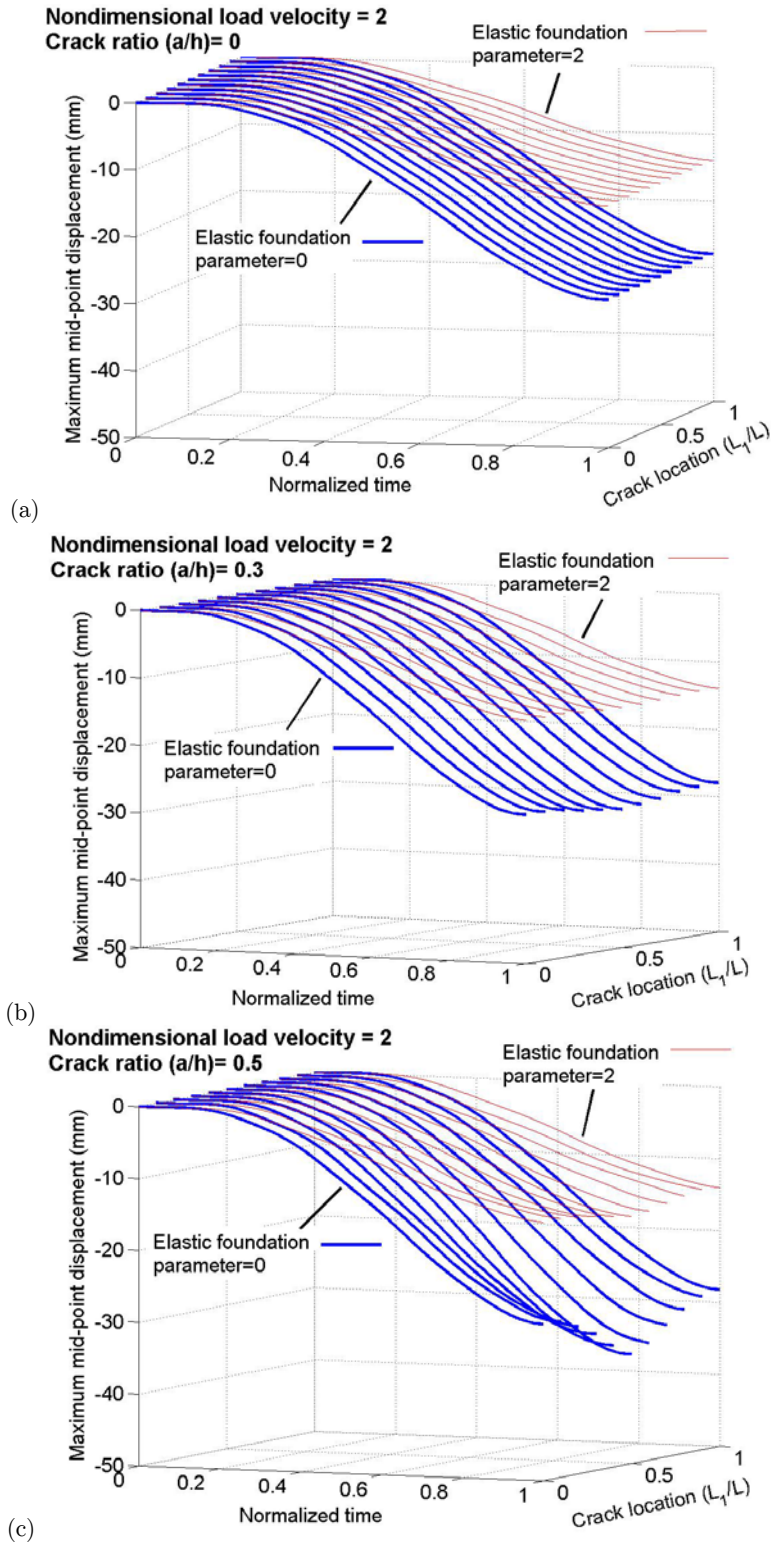 Nondimensional load velocity = 2
Crack ratio (a/h)= 0
Elastic foundation
parameter=2
Maximum mid-point displacement (mm)
0
-10
-20
-30
-40
-50
Elastic foundation
parameter=0
0
0.2
0.4
0.6
0.8
1
Normalized time
0
0.5
1
Crack location (L₁/L)
(a)
Nondimensional load velocity = 2
Crack ratio (a/h)= 0.3
Elastic foundation
parameter=2
Maximum mid-point displacement (mm)
0
-10
-20
-30
-40
-50
Elastic foundation
parameter=0
0
0.2
0.4
0.6
0.8
1
Normalized time
0
0.5
1
Crack location (L₁/L)
(b)
Nondimensional load velocity = 2
Crack ratio (a/h)= 0.5
Elastic foundation
parameter=2
Maximum mid-point displacement (mm)
0
-10
-20
-30
-40
-50
Elastic foundation
parameter=0
0
0.2
0.4
0.6
0.8
1
Normalized time
0
0.5
1
Crack location (L₁/L)
(c)